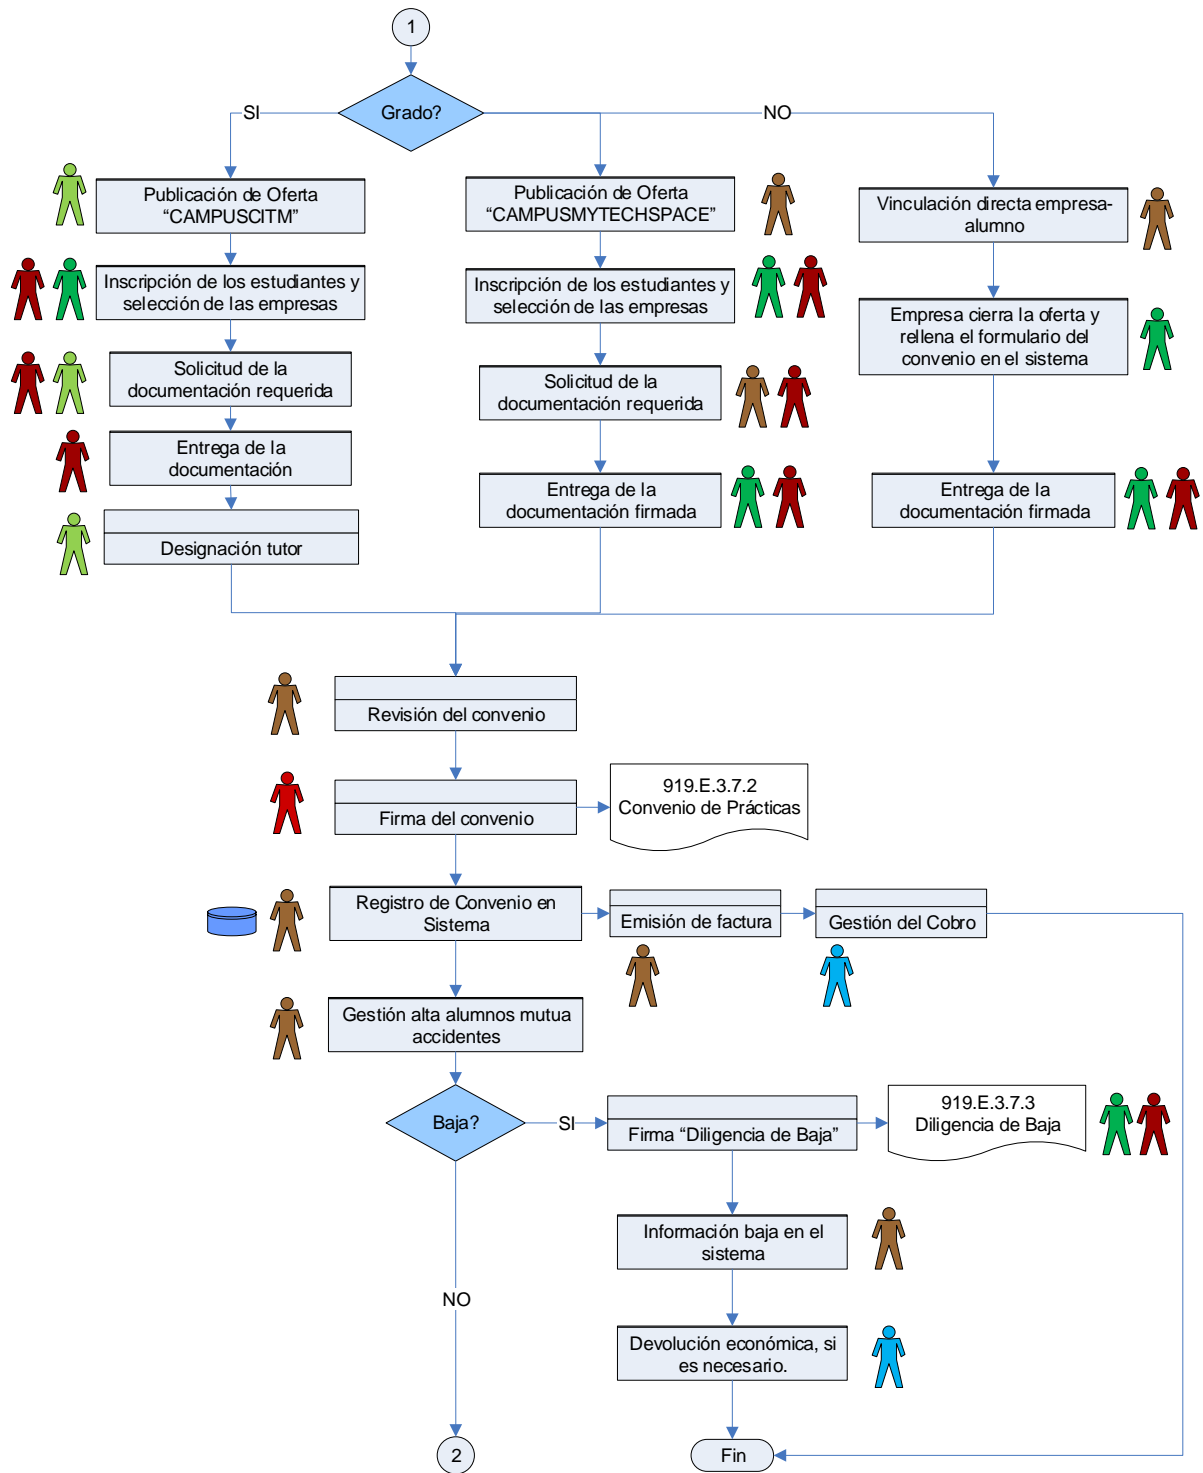 1
Grado?
SI
NO
Publicación de Oferta
“CAMPUSCITM”
Publicación de Oferta
“CAMPUSMYTECHSPACE”
Vinculación directa empresa-
alumno
Inscripción de los estudiantes y
selección de las empresas
Inscripción de los estudiantes y
selección de las empresas
Empresa cierra la oferta y
rellena el formulario del
convenio en el sistema
Solicitud de la
documentación requerida
Solicitud de la
documentación requerida
Entrega de la
documentación
Entrega de la
documentación firmada
Entrega de la
documentación firmada
Designación tutor
Revisión del convenio
Firma del convenio
919.E.3.7.2
Convenio de Prácticas
Registro de Convenio en
Sistema
Emisión de factura
Gestión del Cobro
Gestión alta alumnos mutua
accidentes
Baja?
SI
Firma “Diligencia de Baja”
919.E.3.7.3
Diligencia de Baja
Información baja en el
sistema
NO
Devolución económica, si
es necesario.
2
Fin